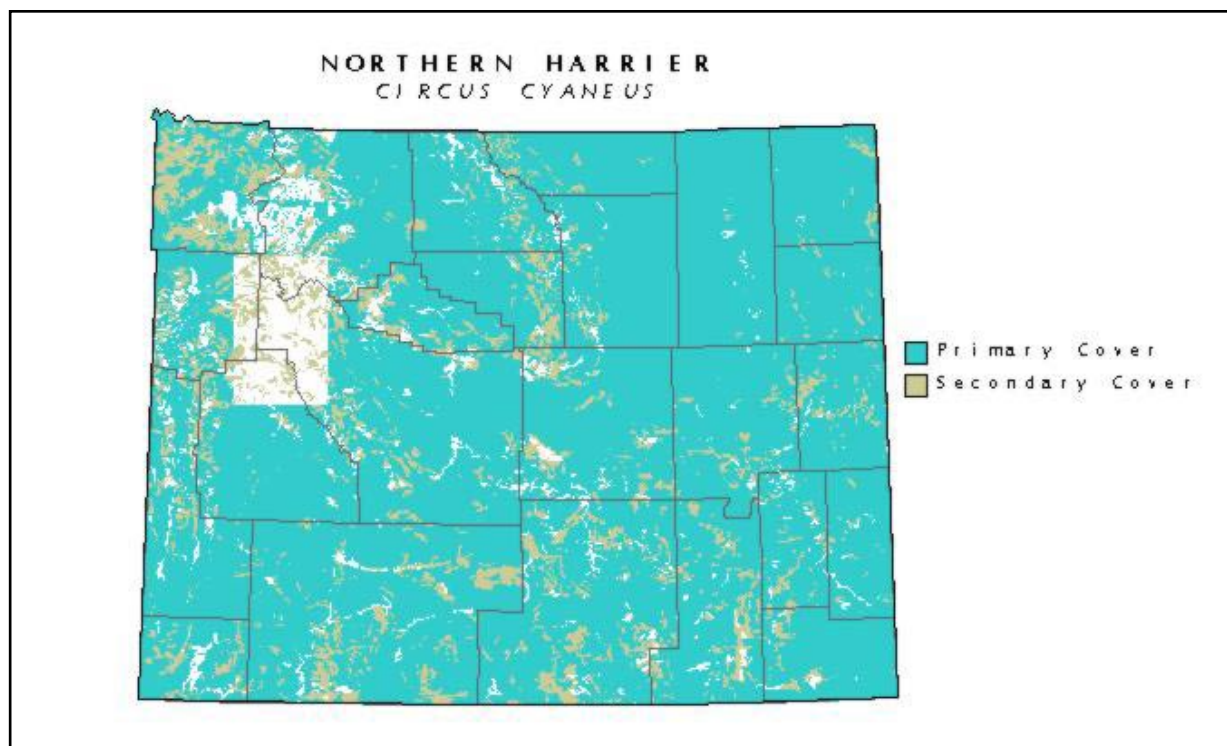 NORTHERN HARRIER
CIRCUS CYANEUS
Primary Cover
Secondary Cover